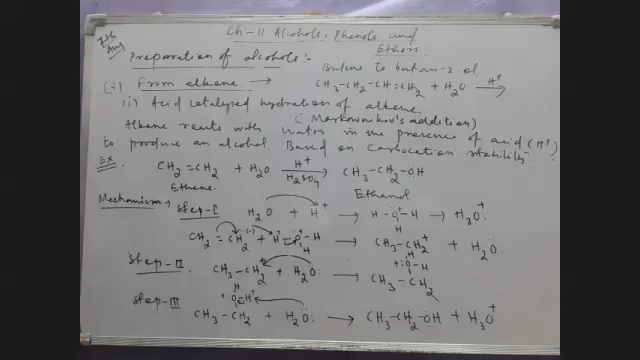 7th Aug
Ch-11 Alcohols, Phenols and
Ethers
Preparation of alcohols:-
Butene to butan-2-ol
(2) From alkene → CH3-CH2-CH=CH2 + H2O H+ →
(i) Acid catalysed hydration of alkene
(Markownikov's addition)
Alkene reacts with water in the presence of acid (H+)
to produce an alcohol. Based on Carbocation stability.
Ex. CH2=CH2 + H2O H+ H2SO4 → CH3-CH2-OH
Ethene Ethanol
Mechanism→ Step-I H2O + H+ → H-O+-H H → H3O+
CH2=CH2 + H-O+-H H → CH3-CH2+ + H2O:
Step-II CH3-CH2+ + H2O: → CH3-CH2 H :O+-H
Step-III CH3-CH2 H +O-H + H2O: → CH3-CH2-OH + H3O+